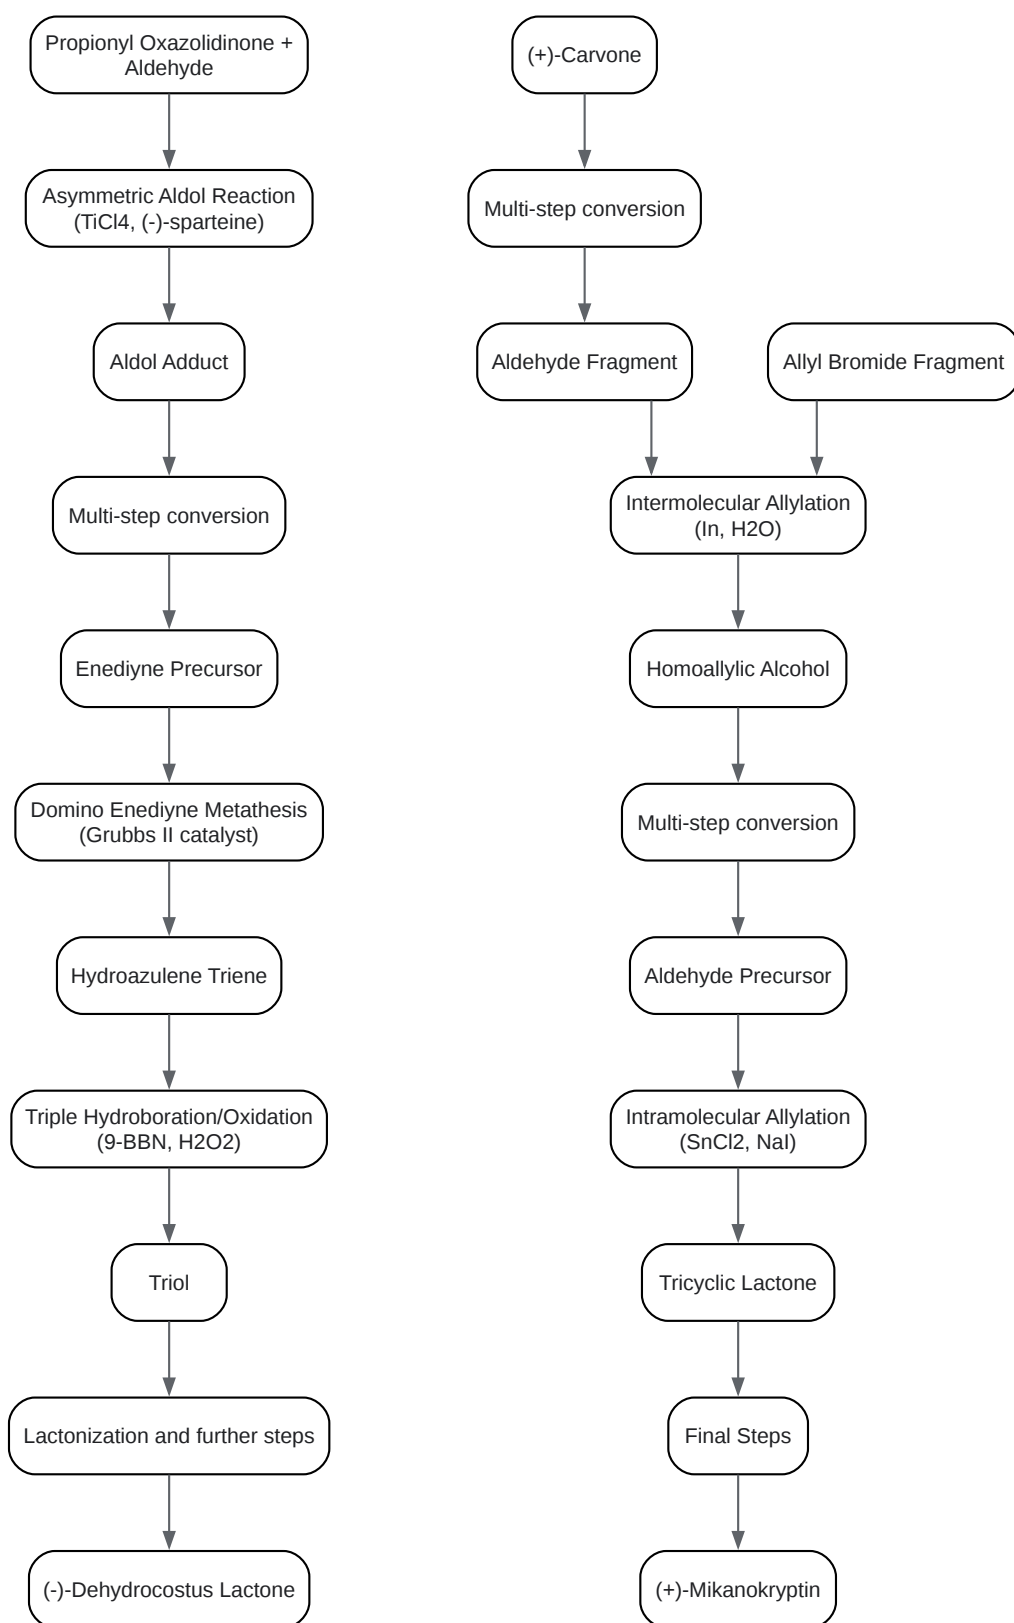 Propionyl Oxazolidinone +
Aldehyde
Asymmetric Aldol Reaction
(TiCl4, (-)-sparteine)
Aldol Adduct
Multi-step conversion
Enediyne Precursor
Domino Enediyne Metathesis
(Grubbs II catalyst)
Hydroazulene Triene
Triple Hydroboration/Oxidation
(9-BBN, H2O2)
Triol
Lactonization and further steps
(-)-Dehydrocostus Lactone
(+)-Carvone
Multi-step conversion
Aldehyde Fragment
Allyl Bromide Fragment
Intermolecular Allylation
(In, H2O)
Homoallylic Alcohol
Multi-step conversion
Aldehyde Precursor
Intramolecular Allylation
(SnCl2, NaI)
Tricyclic Lactone
Final Steps
(+)-Mikanokryptin